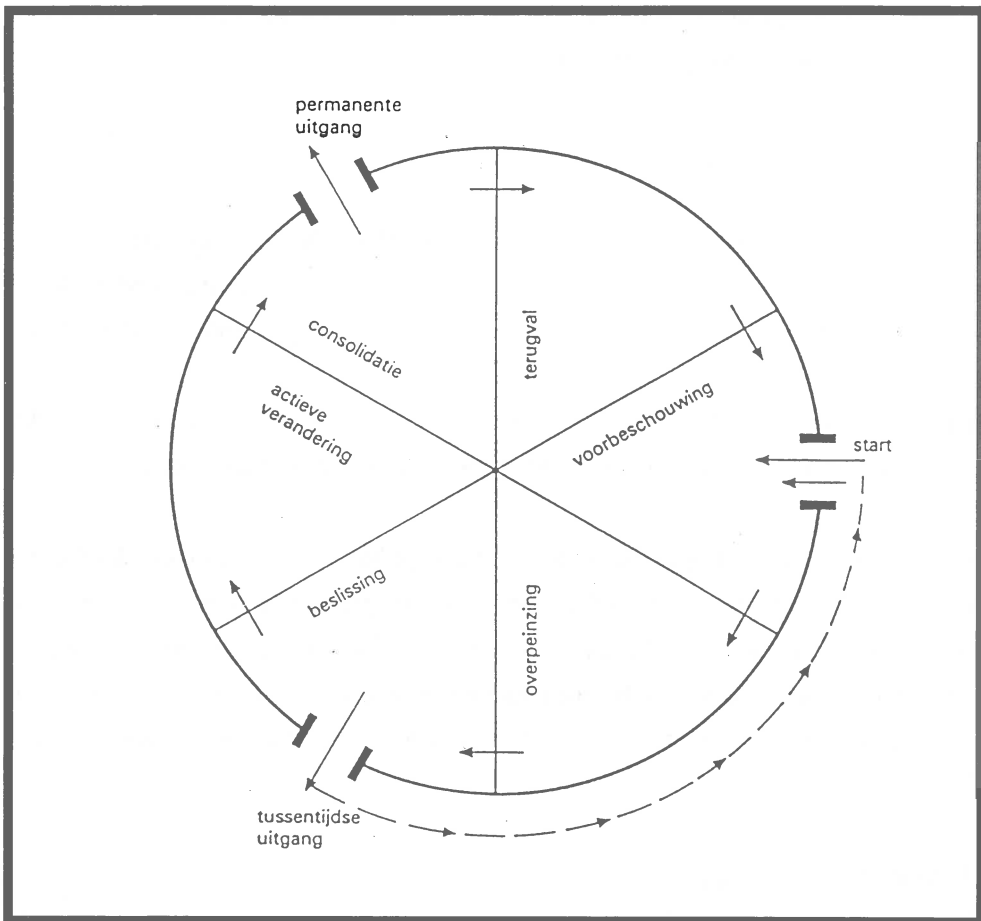 permanente
uitgang
consolidatie
terugval
actieve
verandering
voorbeschouwing
start
beslissing
overpeinzing
tussentijdse
uitgang